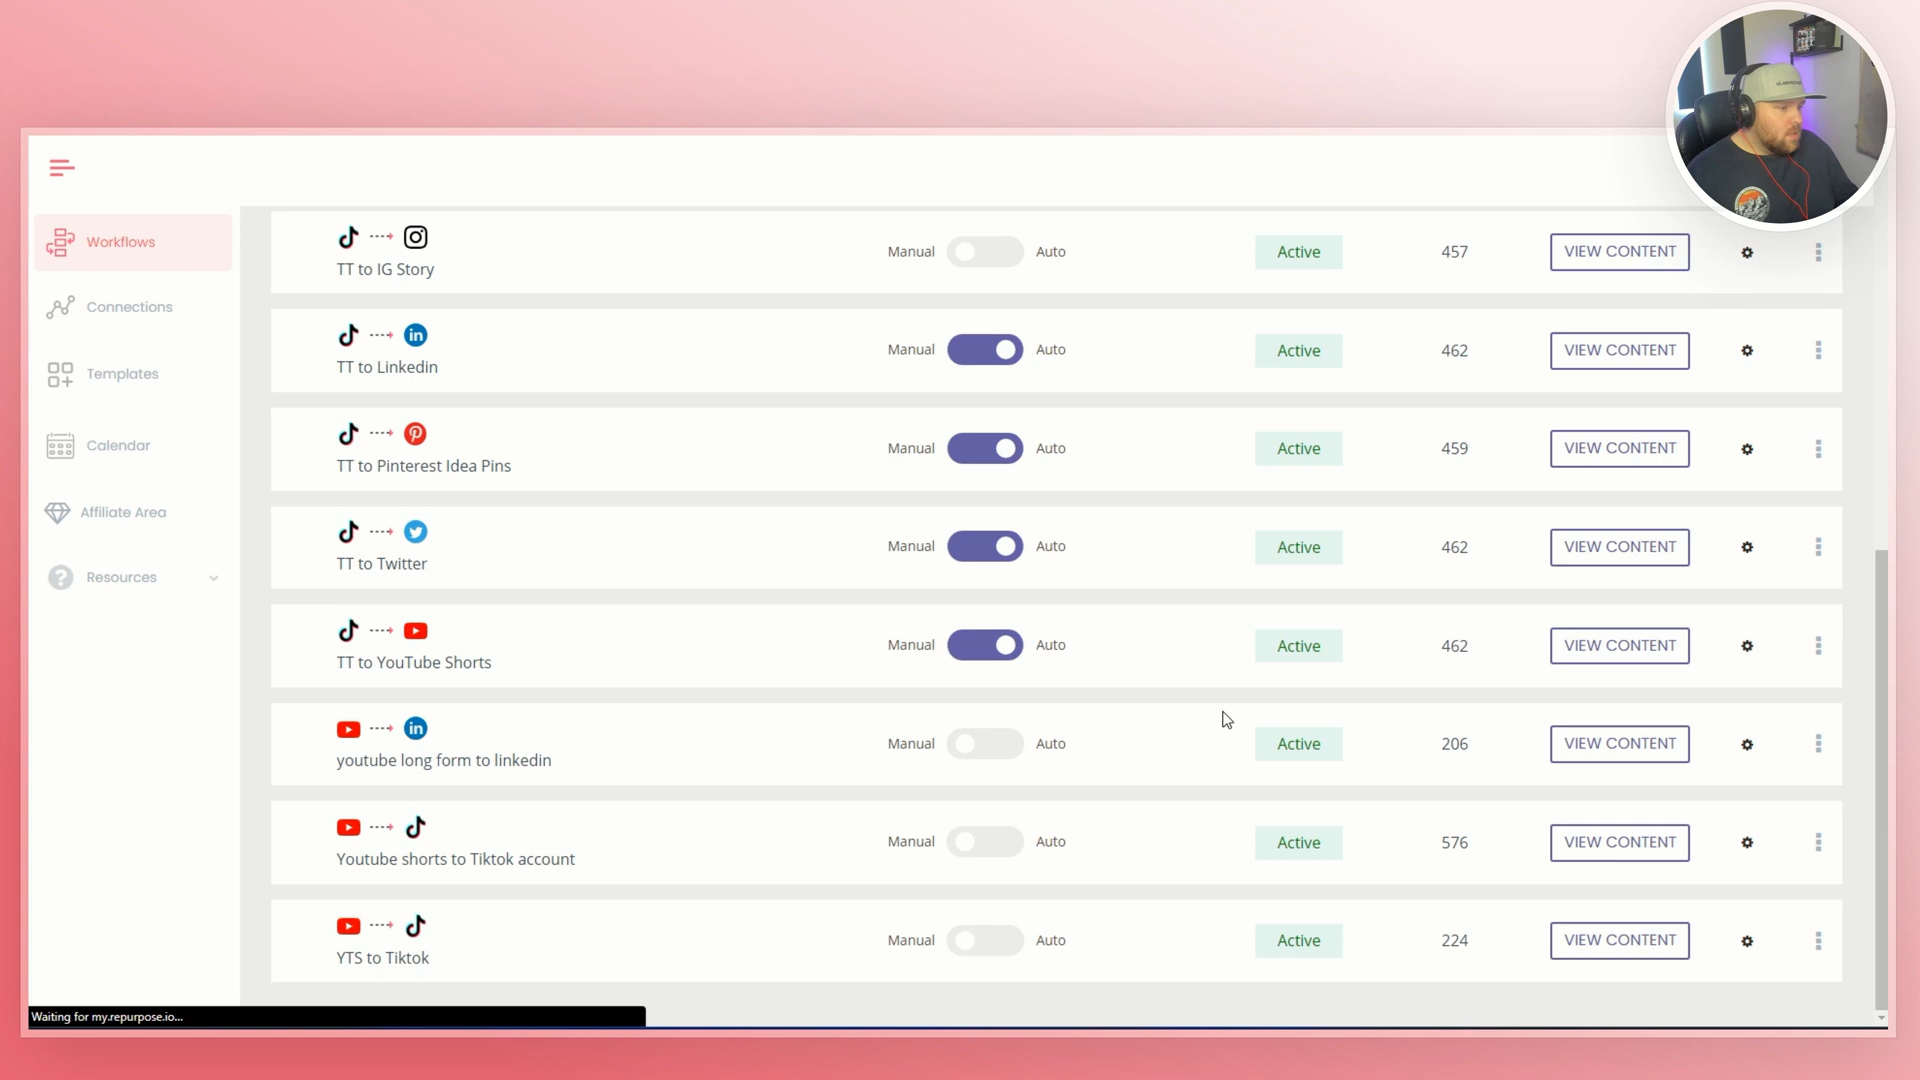 Workflows
Connections
Templates
Calendar
Affiliate Area
Resources
TT to IG Story
Manual Auto Active 457 VIEW CONTENT
TT to Linkedin
Manual Auto Active 462 VIEW CONTENT
TT to Pinterest Idea Pins
Manual Auto Active 459 VIEW CONTENT
TT to Twitter
Manual Auto Active 462 VIEW CONTENT
TT to YouTube Shorts
Manual Auto Active 462 VIEW CONTENT
youtube long form to linkedin
Manual Auto Active 206 VIEW CONTENT
Youtube shorts to Tiktok account
Manual Auto Active 576 VIEW CONTENT
YTS to Tiktok
Manual Auto Active 224 VIEW CONTENT
Waiting for my.repurpose.io...